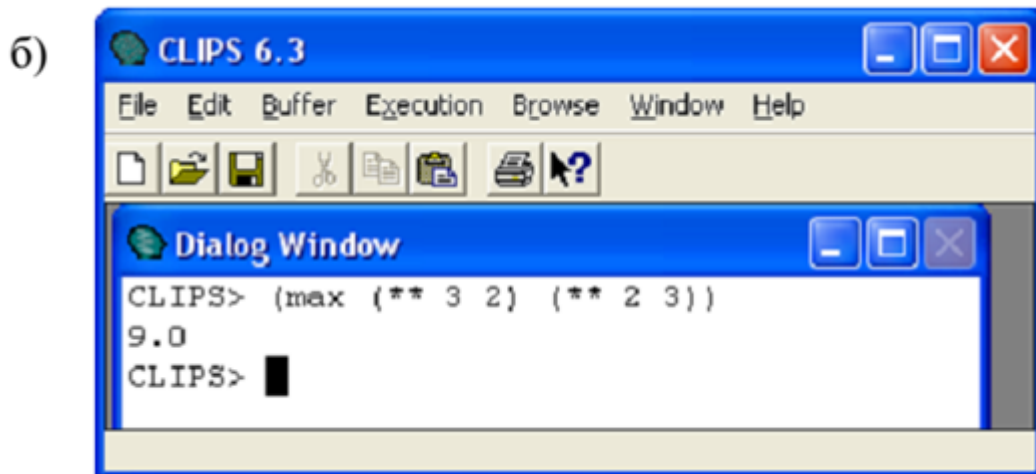 б)
CLIPS 6.3
File Edit Buffer Execution Browse Window Help
Dialog Window
CLIPS> (max (** 3 2) (** 2 3))
9.0
CLIPS>